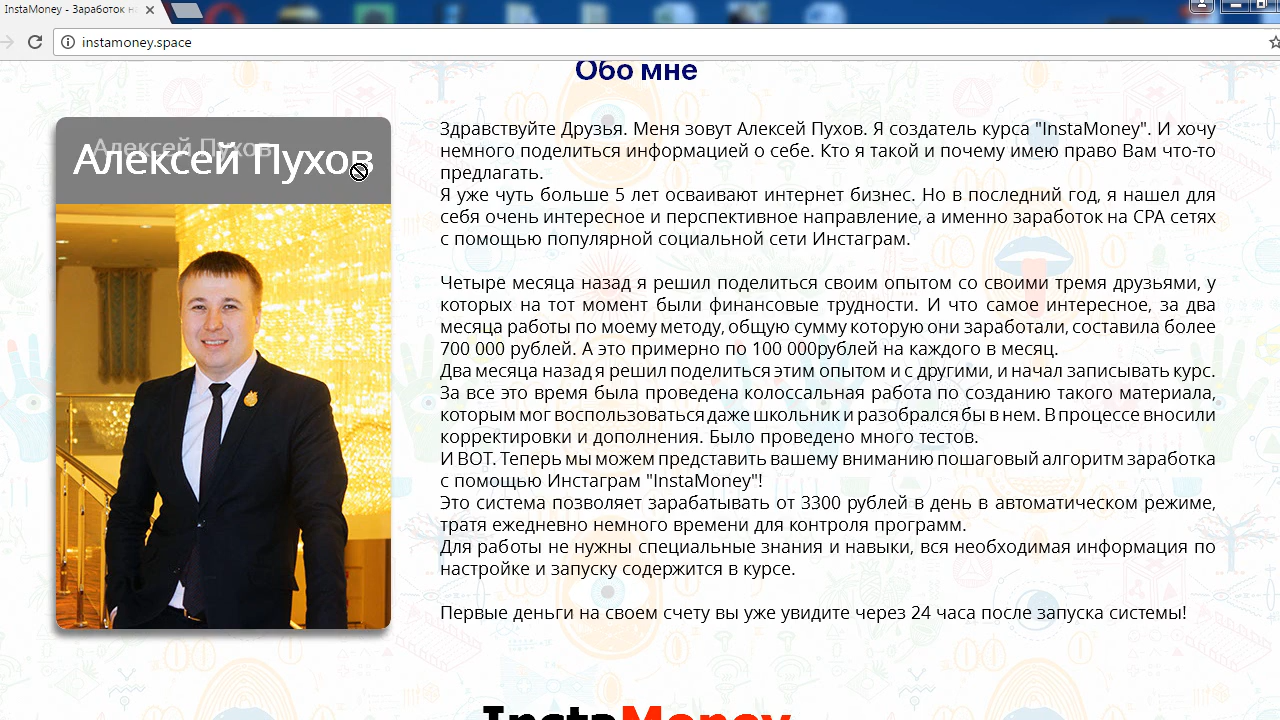 InstaMoney - Заработок на
instamoney.space
Обо мне
Алексей Пухов
Алексей Пухов
Здравствуйте Друзья. Меня зовут Алексей Пухов. Я создатель курса "InstaMoney". И хочу
немного поделиться информацией о себе. Кто я такой и почему имею право Вам что-то
предлагать.
Я уже чуть больше 5 лет осваивают интернет бизнес. Но в последний год, я нашел для
себя очень интересное и перспективное направление, а именно заработок на CPA сетях
с помощью популярной социальной сети Инстаграм.
Четыре месяца назад я решил поделиться своим опытом со своими тремя друзьями, у
которых на тот момент были финансовые трудности. И что самое интересное, за два
месяца работы по моему методу, общую сумму которую они заработали, составила более
700 000 рублей. А это примерно по 100 000рублей на каждого в месяц.
Два месяца назад я решил поделиться этим опытом и с другими, и начал записывать курс.
За все это время была проведена колоссальная работа по созданию такого материала,
которым мог воспользоваться даже школьник и разобрался бы в нем. В процессе вносили
корректировки и дополнения. Было проведено много тестов.
И ВОТ. Теперь мы можем представить вашему вниманию пошаговый алгоритм заработка
с помощью Инстаграм "InstaMoney"!
Это система позволяет зарабатывать от 3300 рублей в день в автоматическом режиме,
тратя ежедневно немного времени для контроля программ.
Для работы не нужны специальные знания и навыки, вся необходимая информация по
настройке и запуску содержится в курсе.
Первые деньги на своем счету вы уже увидите через 24 часа после запуска системы!
InstaMoney